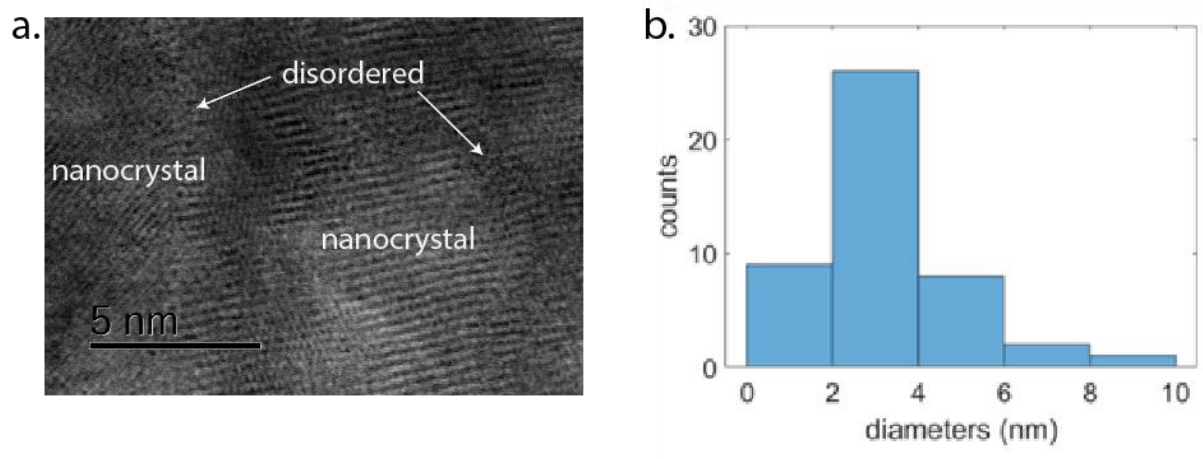 a.
disordered
nanocrystal
nanocrystal
5 nm
b.
30
20
10
0
counts
0 2 4 6 8 10
diameters (nm)